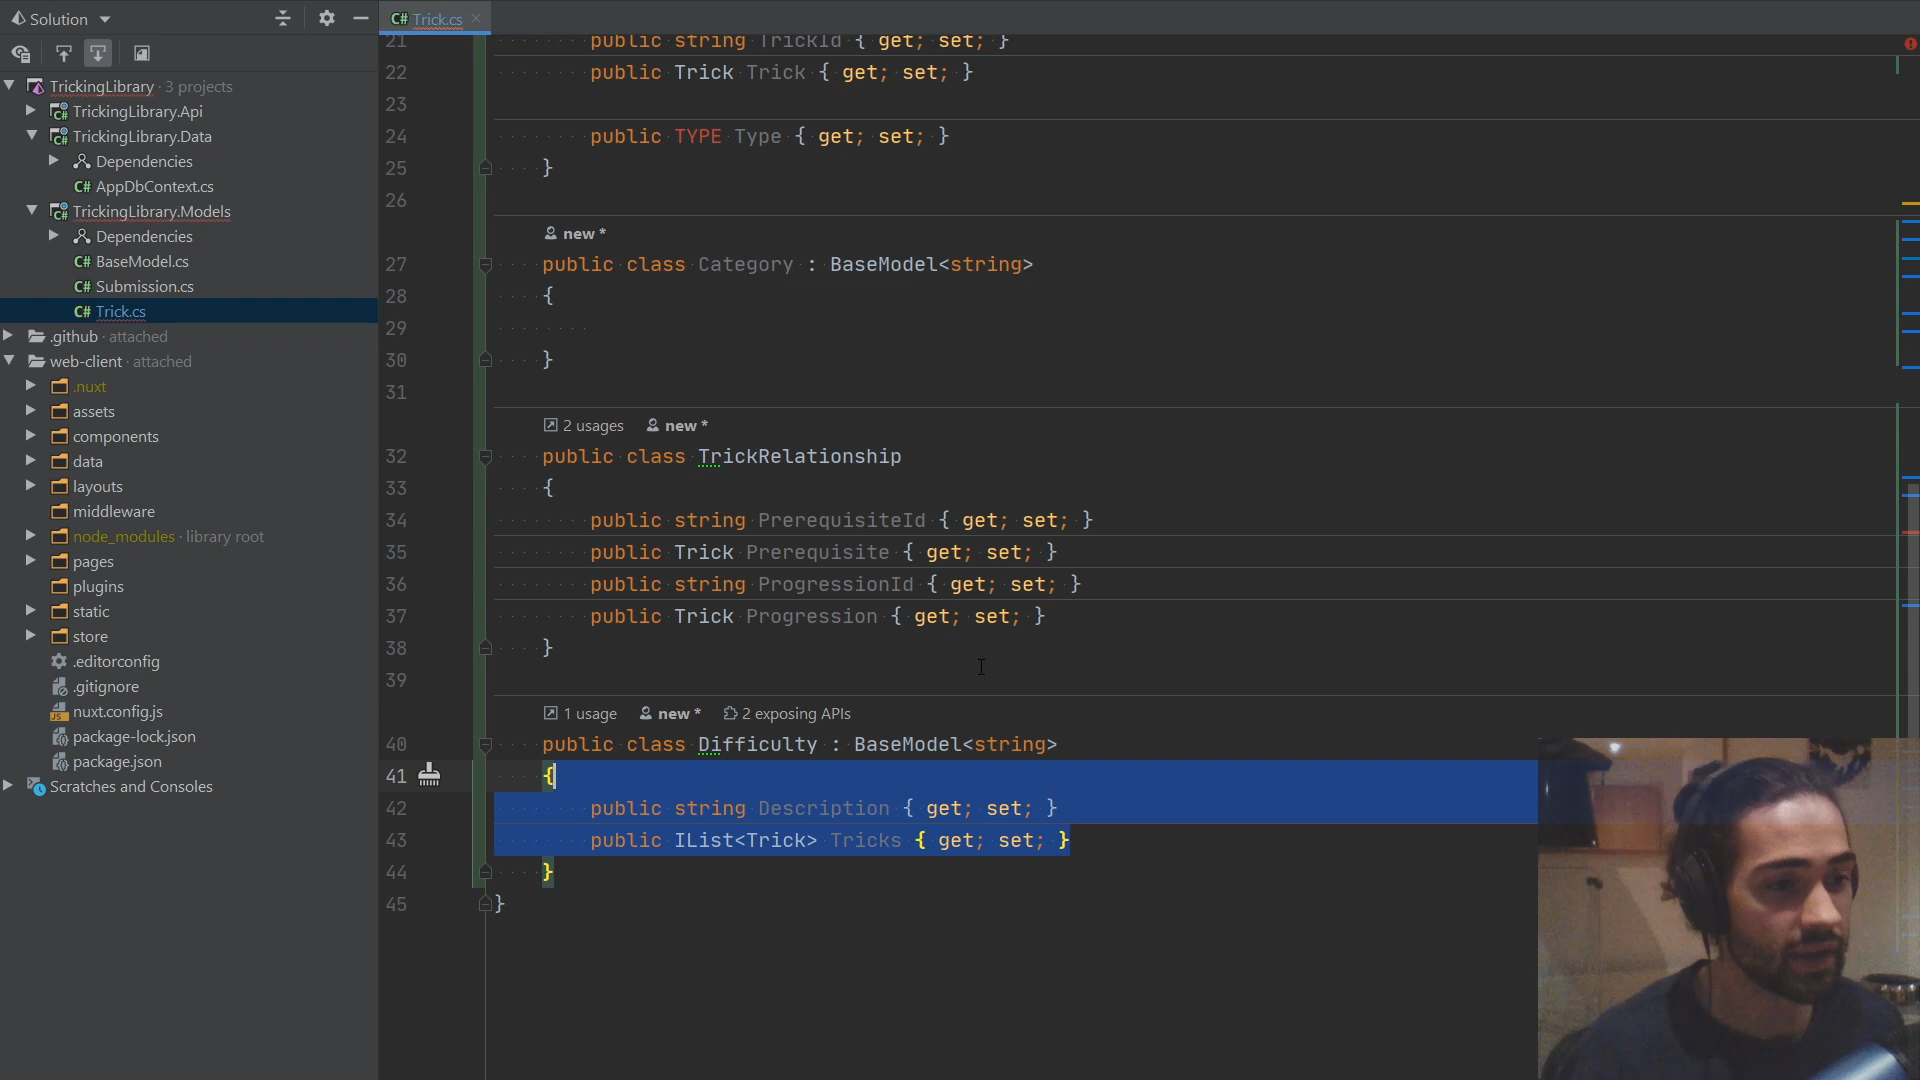 Solution
TrickingLibrary · 3 projects
TrickingLibrary.Api
TrickingLibrary.Data
Dependencies
C# AppDbContext.cs
TrickingLibrary.Models
Dependencies
C# BaseModel.cs
C# Submission.cs
C# Trick.cs
.github · attached
web-client · attached
.nuxt
assets
components
data
layouts
middleware
node_modules · library root
pages
plugins
static
store
.editorconfig
.gitignore
nuxt.config.js
package-lock.json
package.json
Scratches and Consoles
C# Trick.cs
21 public string TrickId { get; set; }
22 public Trick Trick { get; set; }
23
24 public TYPE Type { get; set; }
25 }
26
new *
27 public class Category : BaseModel<string>
28 {
29
30 }
31
2 usages new *
32 public class TrickRelationship
33 {
34 public string PrerequisiteId { get; set; }
35 public Trick Prerequisite { get; set; }
36 public string ProgressionId { get; set; }
37 public Trick Progression { get; set; }
38 }
39
1 usage new * 2 exposing APIs
40 public class Difficulty : BaseModel<string>
41 {
42 public string Description { get; set; }
43 public IList<Trick> Tricks { get; set; }
44 }
45 }